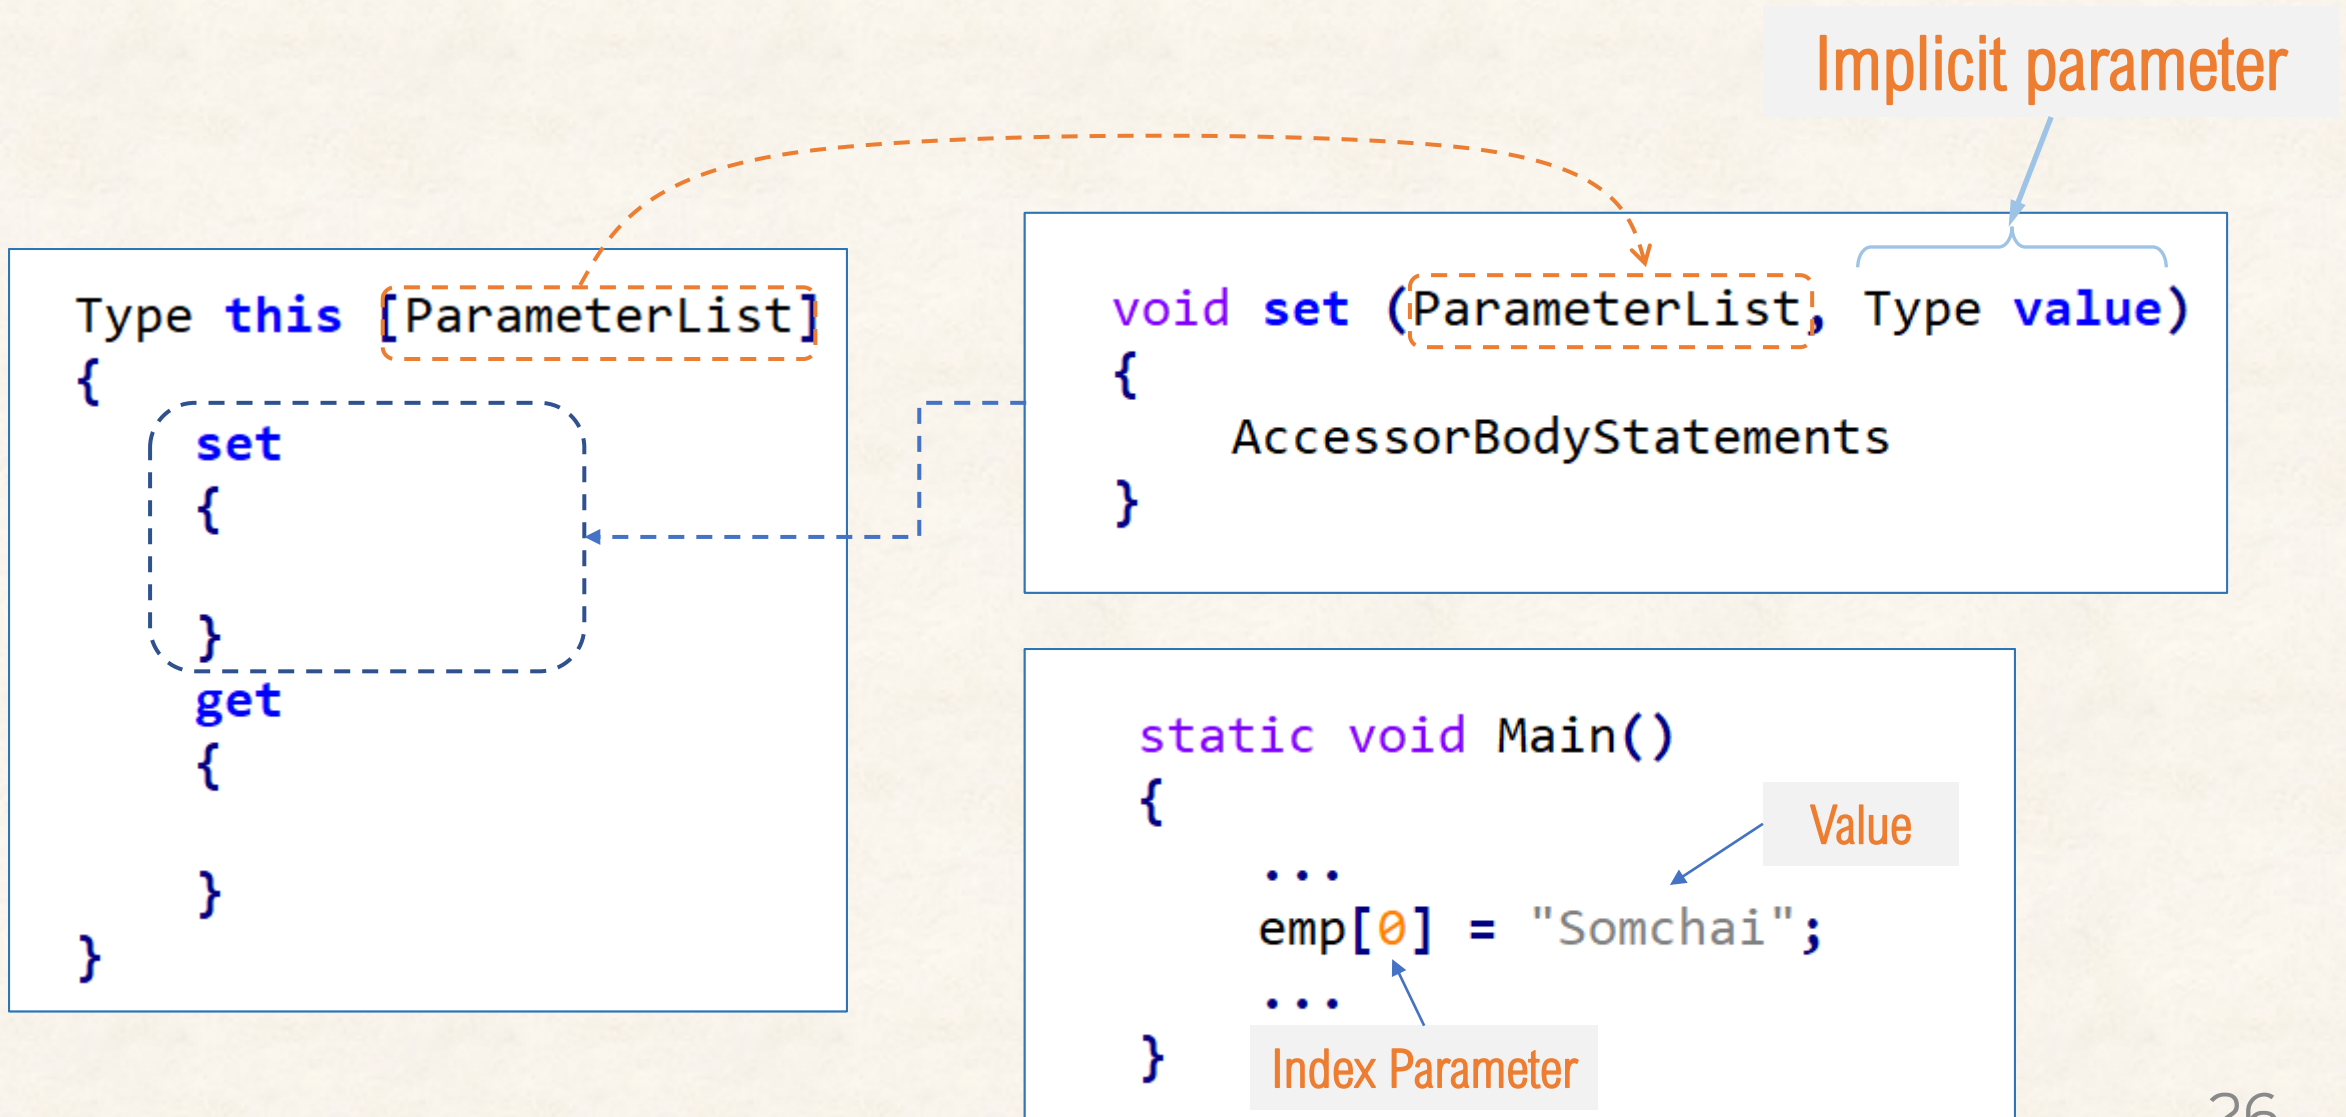 Implicit parameter
Type this [ParameterList]
{
set
{
}
get
{
}
}
void set (ParameterList, Type value)
{
AccessorBodyStatements
}
static void Main()
{
...
Value
emp[0] = "Somchai";
...
Index Parameter
}
26